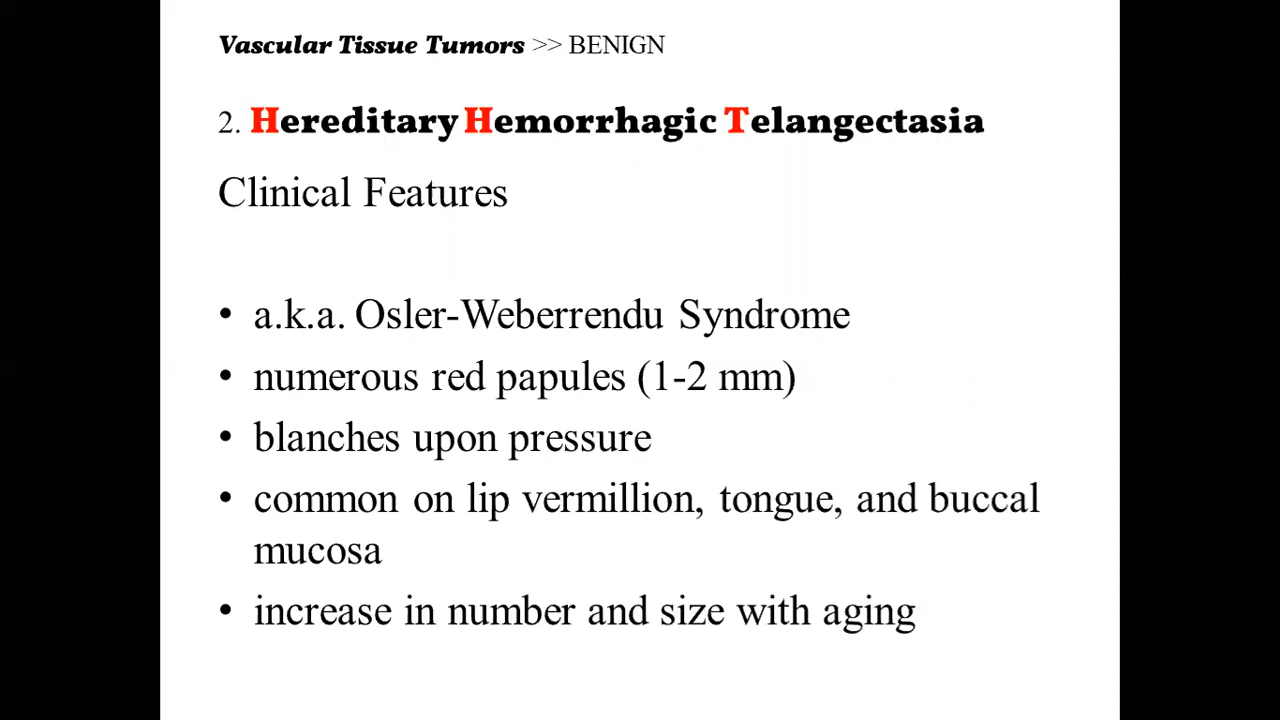 Vascular Tissue Tumors >> BENIGN
2. Hereditary Hemorrhagic Telangectasia
Clinical Features
• a.k.a. Osler-Weberrendu Syndrome
• numerous red papules (1-2 mm)
• blanches upon pressure
• common on lip vermillion, tongue, and buccal
mucosa
• increase in number and size with aging